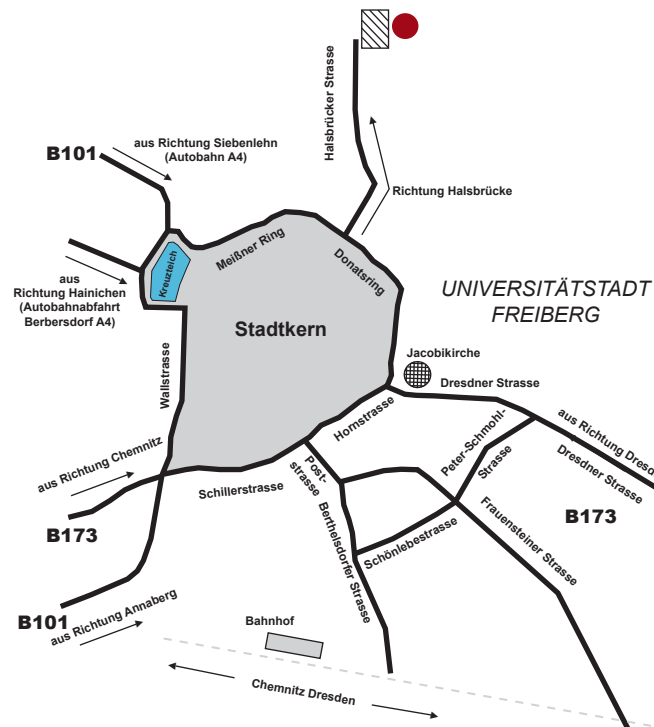 Halsbrücker Strasse
B101
aus Richtung Siebenlehn
(Autobahn A4)
Richtung Halsbrücke
Meißner Ring
Donatsring
Kreuzteich
aus
Richtung Hainichen
(Autobahnabfahrt
Berbersdorf A4)
UNIVERSITÄTSTADT
FREIBERG
Stadtkern
Wallstrasse
Jacobikirche
Dresdner Strasse
Hornstrasse
Peter-Schmohl-
Strasse
aus Richtung Dresd
Dresdner Strasse
B173
aus Richtung Chemnitz
Schillerstrasse
Post-
strasse
B173
Berthelsdorfer Strasse
Schönlebestrasse
Frauensteiner Strasse
B101
aus Richtung Annaberg
Bahnhof
Chemnitz Dresden